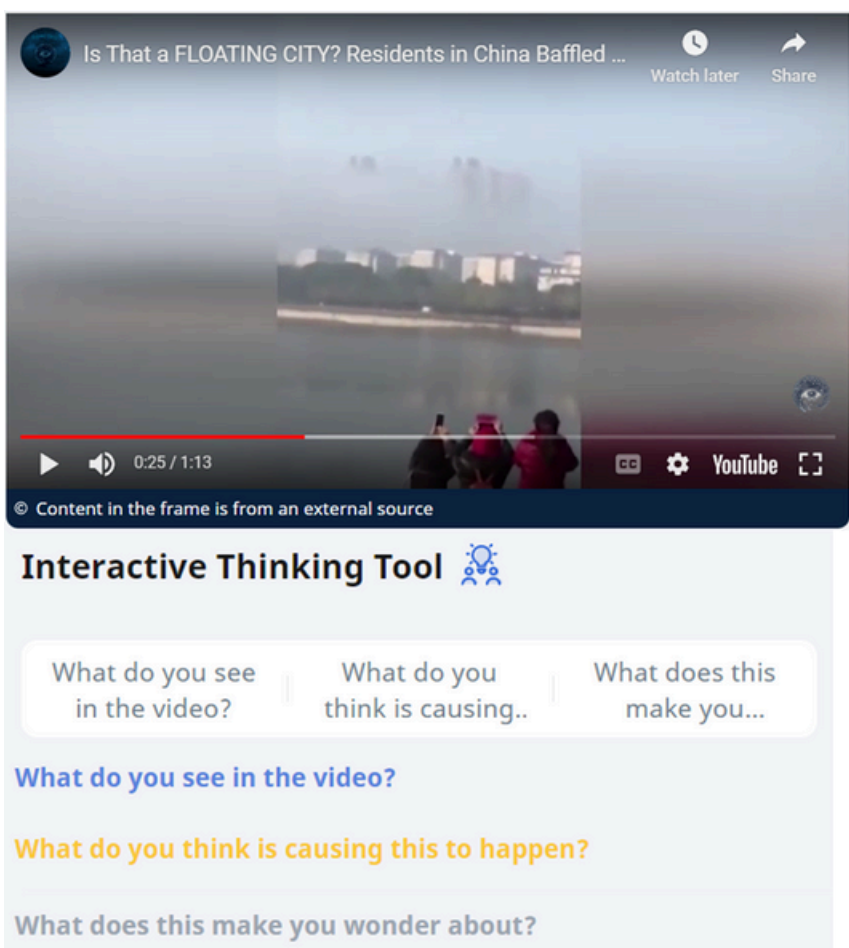 Is That a FLOATING CITY? Residents in China Baffled ...
Watch later
Share
0:25 / 1:13
CC
YouTube
© Content in the frame is from an external source
Interactive Thinking Tool
What do you see
in the video?
What do you
think is causing..
What does this
make you...
What do you see in the video?
What do you think is causing this to happen?
What does this make you wonder about?